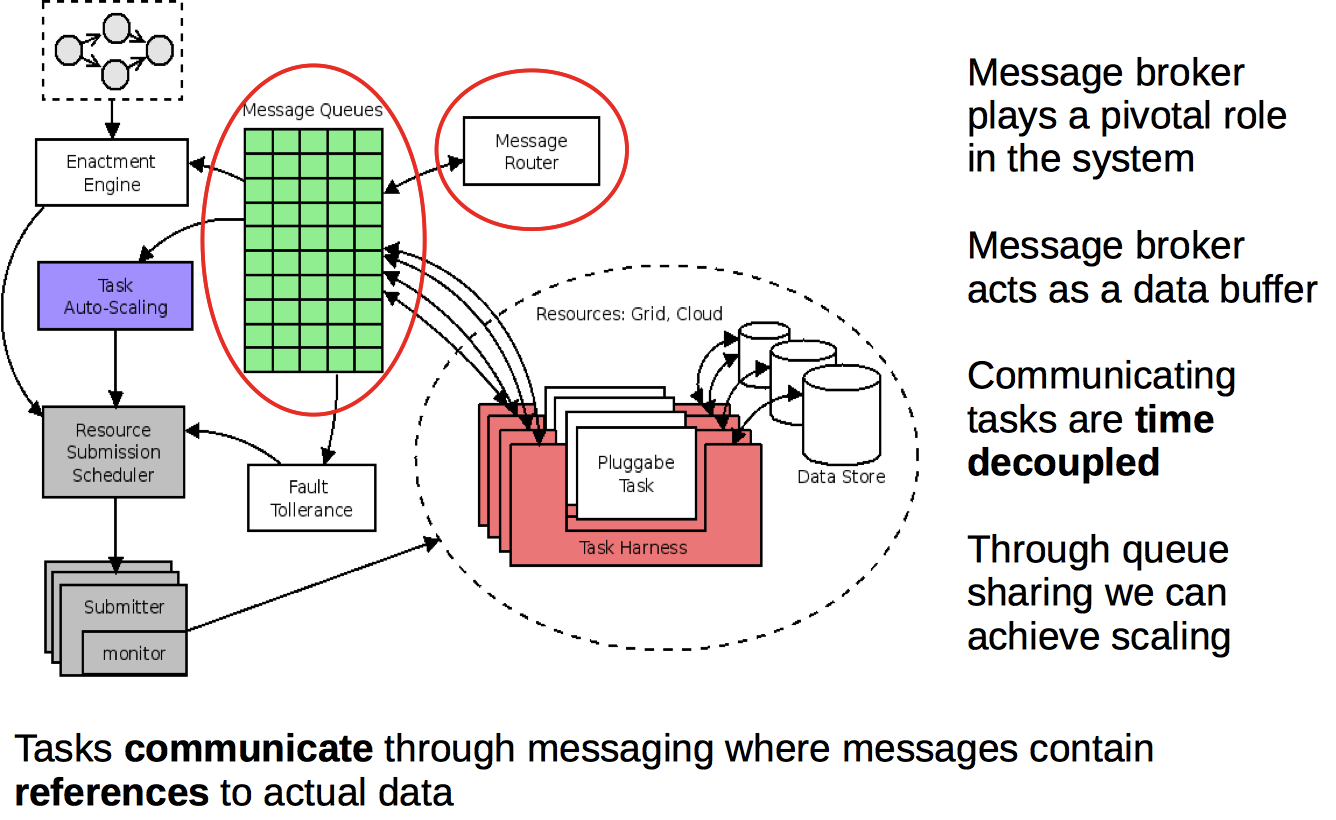 Message Queues
Message
Router
Enactment
Engine
Task
Auto-Scaling
Resources: Grid, Cloud
Resource
Submission
Scheduler
Fault
Tollerance
Pluggabe
Task
Data Store
Task Harness
Submitter
monitor
Message broker
plays a pivotal role
in the system
Message broker
acts as a data buffer
Communicating
tasks are time
decoupled
Through queue
sharing we can
achieve scaling
Tasks communicate through messaging where messages contain
references to actual data